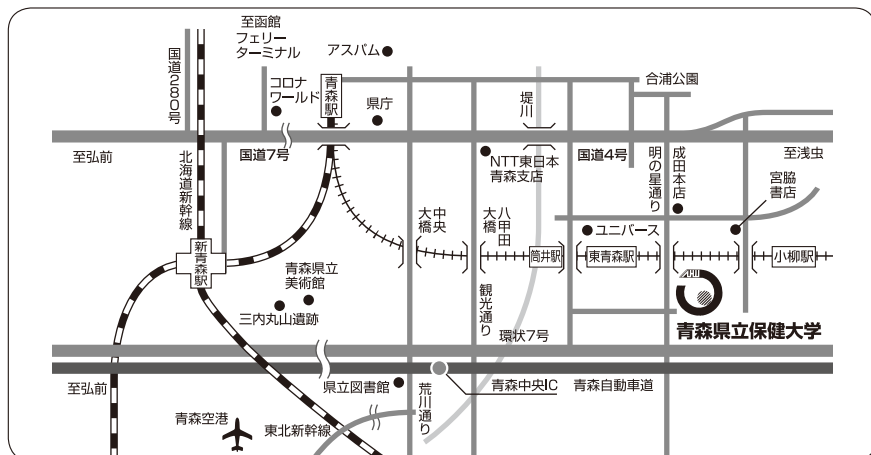 至函館
フェリー
ターミナル
アスパム
国道280号
コロナ
ワールド
青森駅
県庁
堤川
合浦公園
至弘前
国道7号
NTT東日本
青森支店
国道4号
明の星通り
成田本店
至浅虫
宮脇
書店
北海道新幹線
中央
大橋
八甲田
大橋
ユニバース
新青森駅
筒井駅
東青森駅
小柳駅
青森県立
美術館
三内丸山遺跡
観光通り
環状7号
青森県立保健大学
至弘前
県立図書館
荒川通り
青森中央IC
青森自動車道
青森空港
東北新幹線